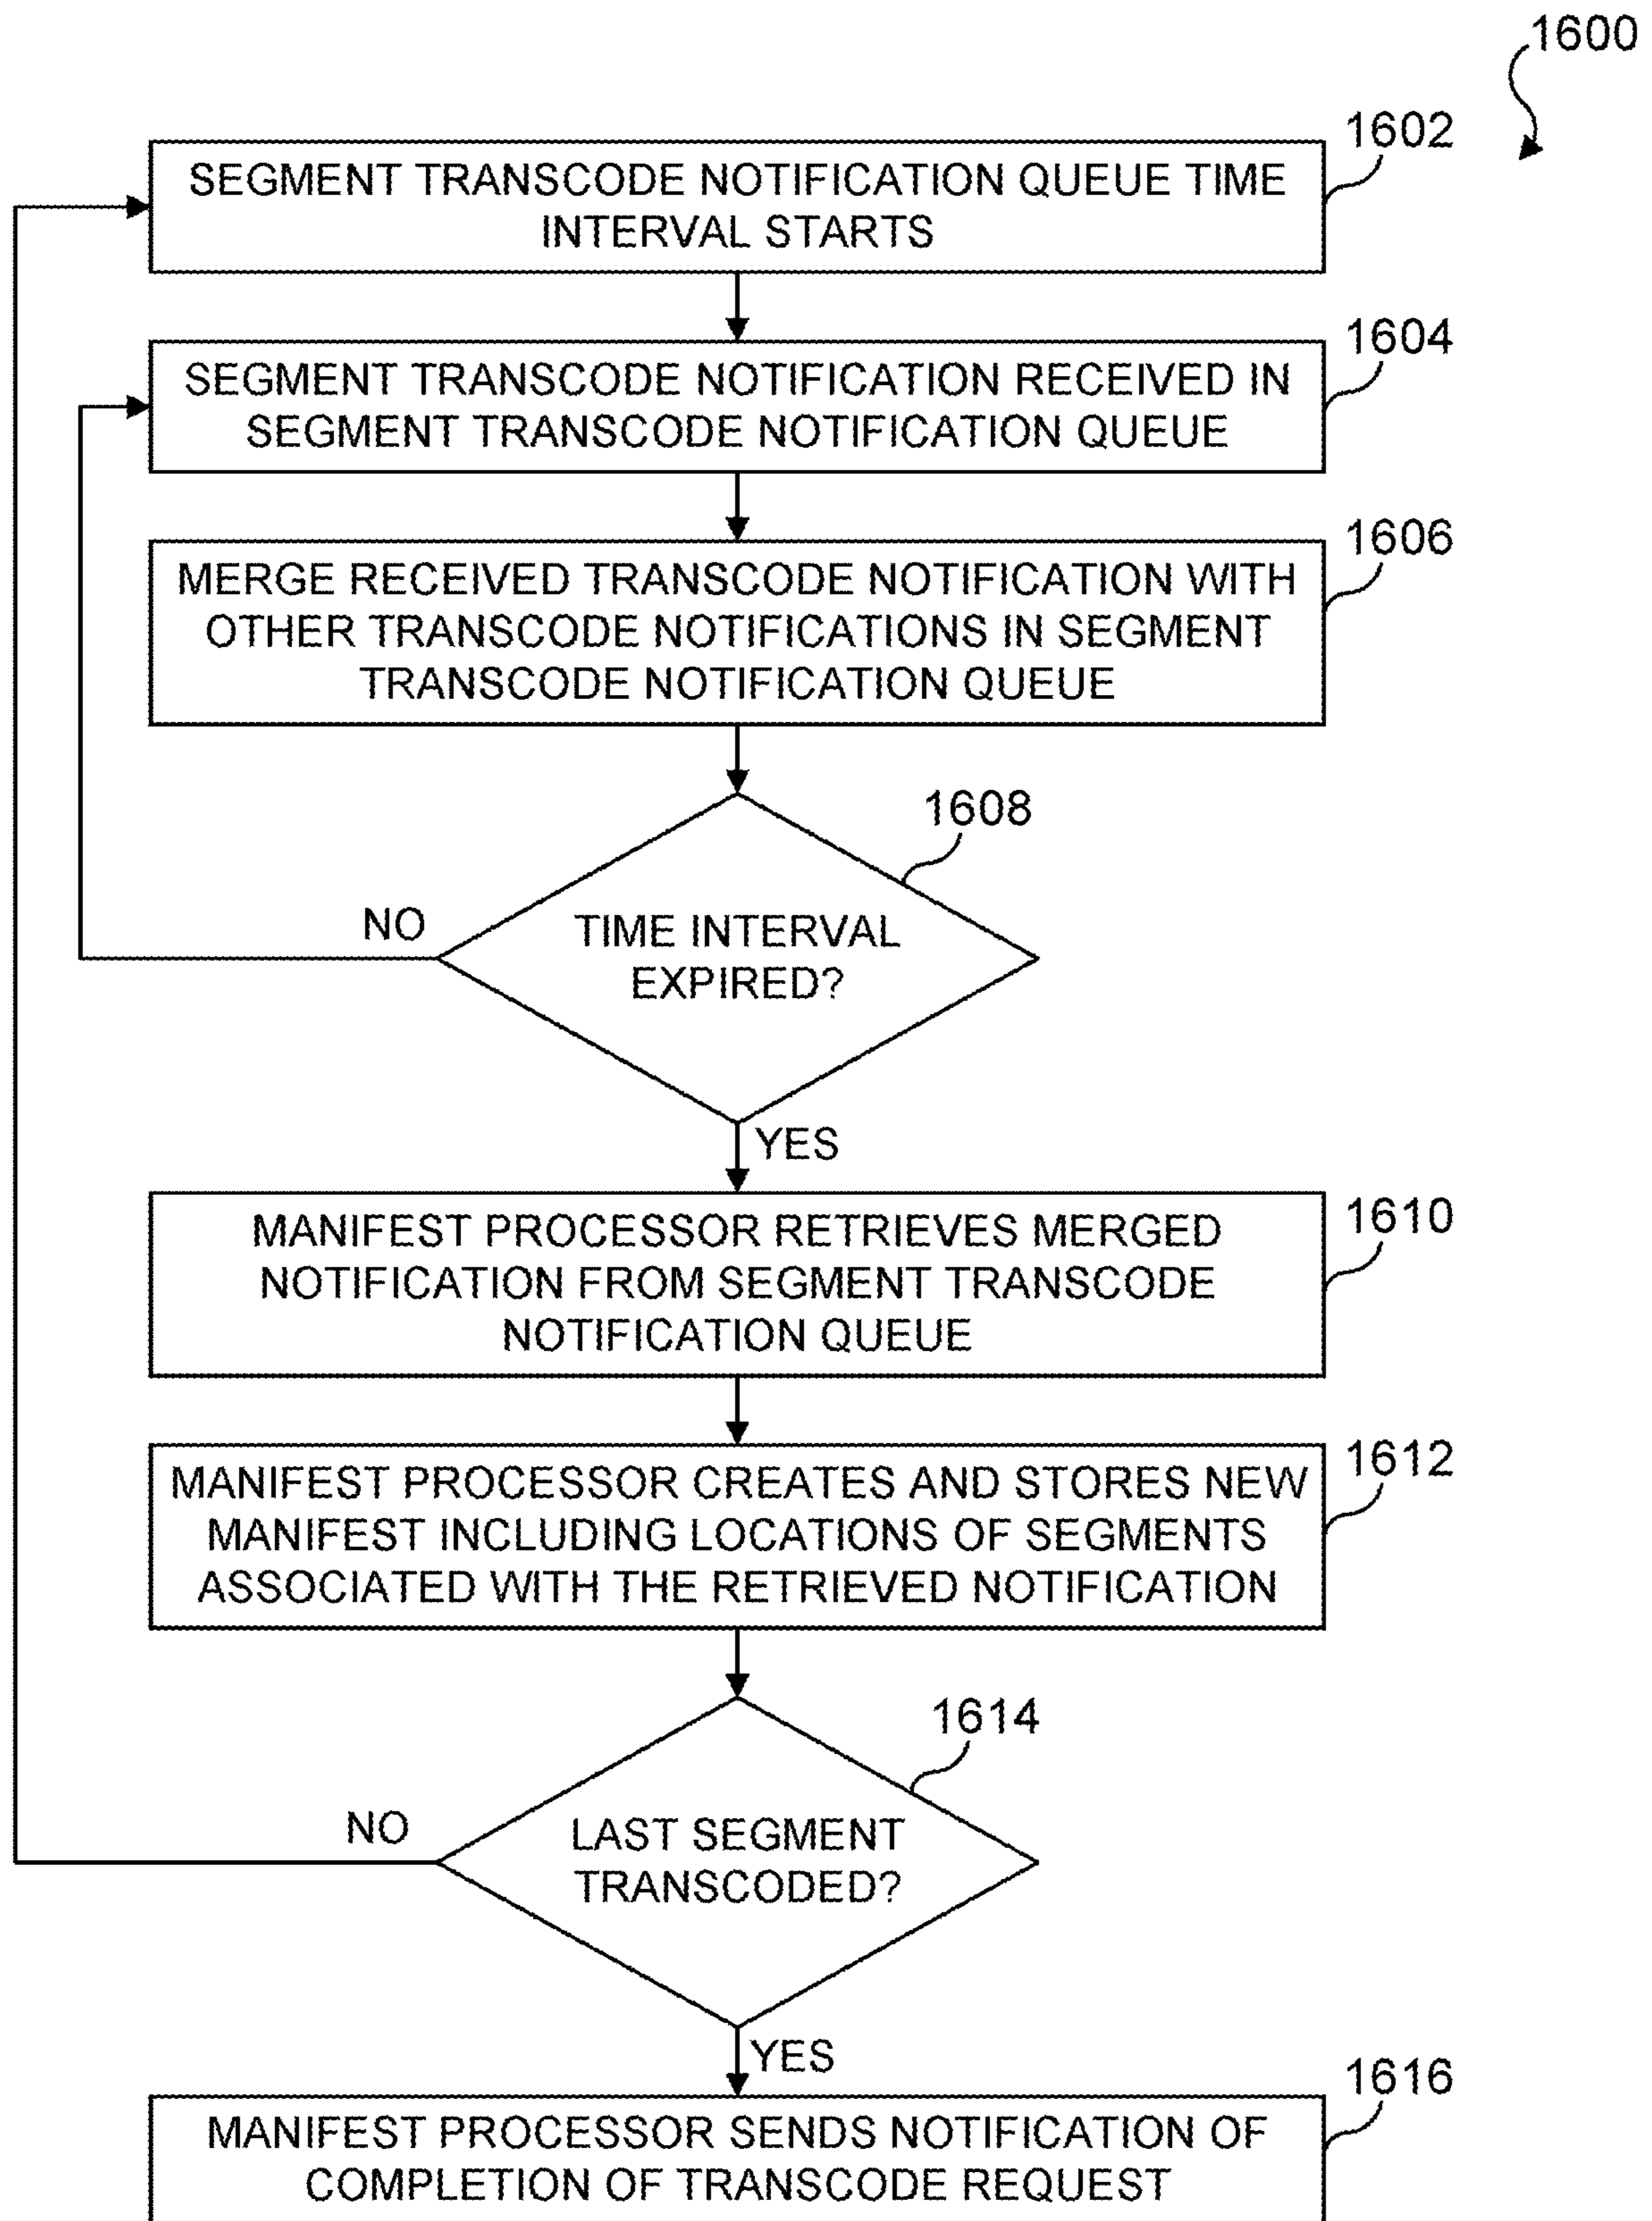 1600
1602
SEGMENT TRANSCODE NOTIFICATION QUEUE TIME
INTERVAL STARTS
1604
SEGMENT TRANSCODE NOTIFICATION RECEIVED IN
SEGMENT TRANSCODE NOTIFICATION QUEUE
1606
MERGE RECEIVED TRANSCODE NOTIFICATION WITH
OTHER TRANSCODE NOTIFICATIONS IN SEGMENT
TRANSCODE NOTIFICATION QUEUE
1608
NO
TIME INTERVAL
EXPIRED?
YES
1610
MANIFEST PROCESSOR RETRIEVES MERGED
NOTIFICATION FROM SEGMENT TRANSCODE
NOTIFICATION QUEUE
1612
MANIFEST PROCESSOR CREATES AND STORES NEW
MANIFEST INCLUDING LOCATIONS OF SEGMENTS
ASSOCIATED WITH THE RETRIEVED NOTIFICATION
1614
NO
LAST SEGMENT
TRANSCODED?
YES
1616
MANIFEST PROCESSOR SENDS NOTIFICATION OF
COMPLETION OF TRANSCODE REQUEST